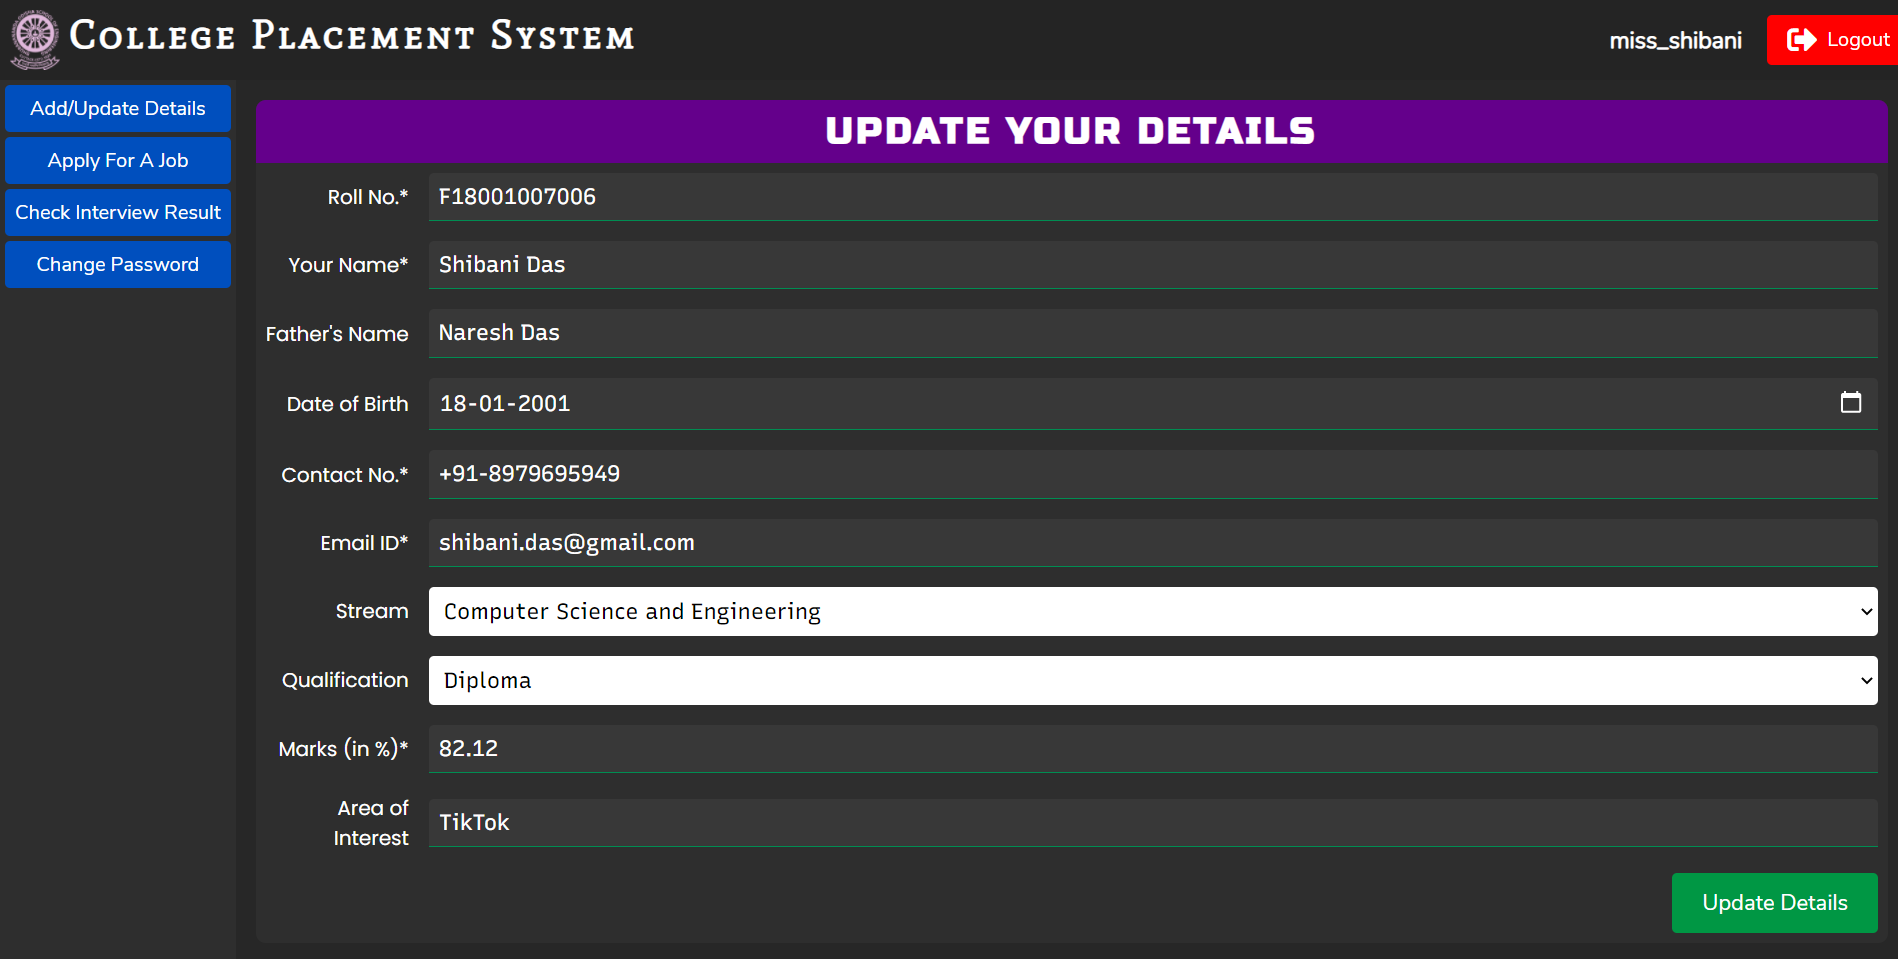 College Placement System
miss_shibani
Logout
Add/Update Details
Apply For A Job
Check Interview Result
Change Password
UPDATE YOUR DETAILS
Roll No.* F18001007006
Your Name* Shibani Das
Father's Name Naresh Das
Date of Birth 18-01-2001
Contact No.* +91-8979695949
Email ID* shibani.das@gmail.com
Stream Computer Science and Engineering
Qualification Diploma
Marks (in %)* 82.12
Area of
Interest TikTok
Update Details